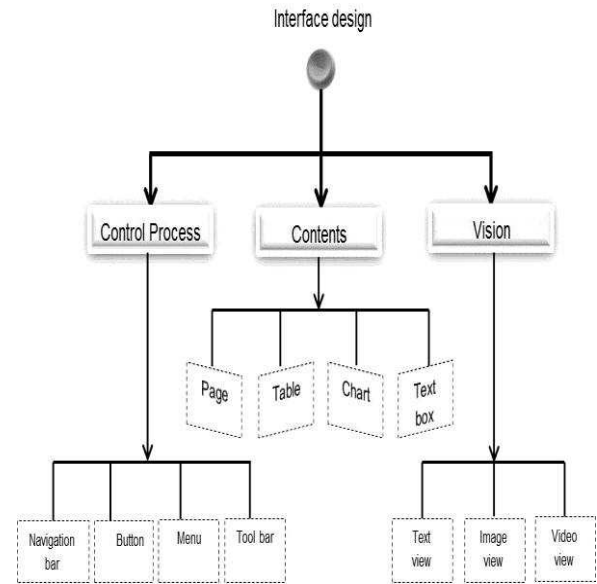 Interface design
Control Process
Contents
Vision
Page
Table
Chart
Text
box
Navigation
bar
Button
Menu
Tool bar
Text
view
Image
view
Video
view